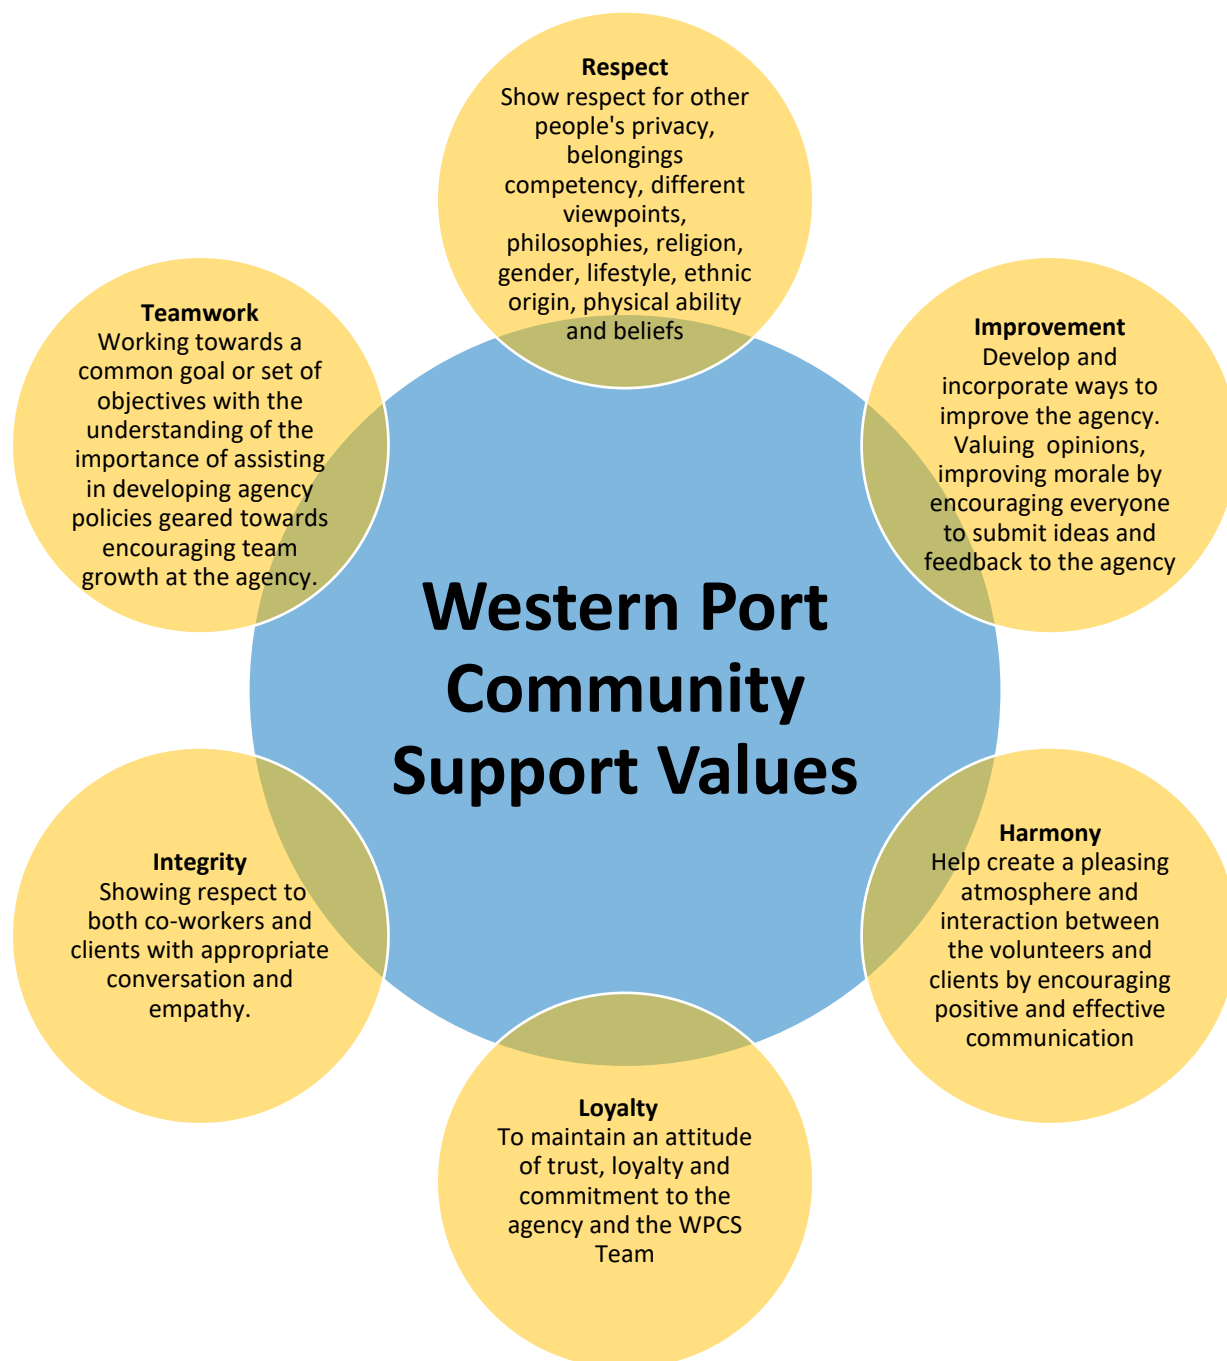 Respect
Show respect for other
people's privacy,
belongings
competency, different
viewpoints,
philosophies, religion,
gender, lifestyle, ethnic
origin, physical ability
and beliefs
Improvement
Develop and
incorporate ways to
improve the agency.
Valuing  opinions,
improving morale by
encouraging everyone
to submit ideas and
feedback to the agency
Harmony
Help create a pleasing
atmosphere and
interaction between
the volunteers and
clients by encouraging
positive and effective
communication
Loyalty
To maintain an attitude
of trust, loyalty and
commitment to the
agency and the WPCS
Team
Integrity
Showing respect to
both co-workers and
clients with appropriate
conversation and
empathy.
Teamwork
Working towards a
common goal or set of
objectives with the
understanding of the
importance of assisting
in developing agency
policies geared towards
encouraging team
growth at the agency.
Western Port
Community
Support Values